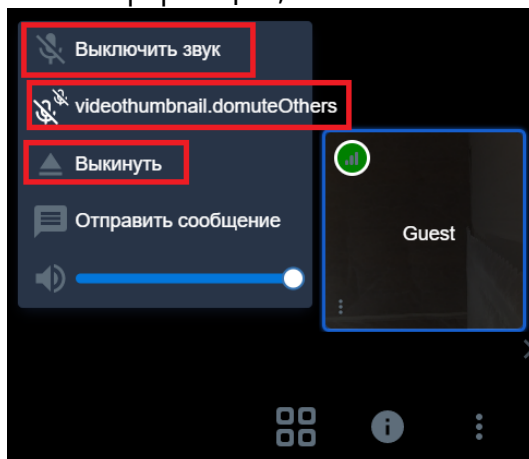 Выключить звук
videothumbnail.domuteOthers
Выкинуть
Отправить сообщение
Guest